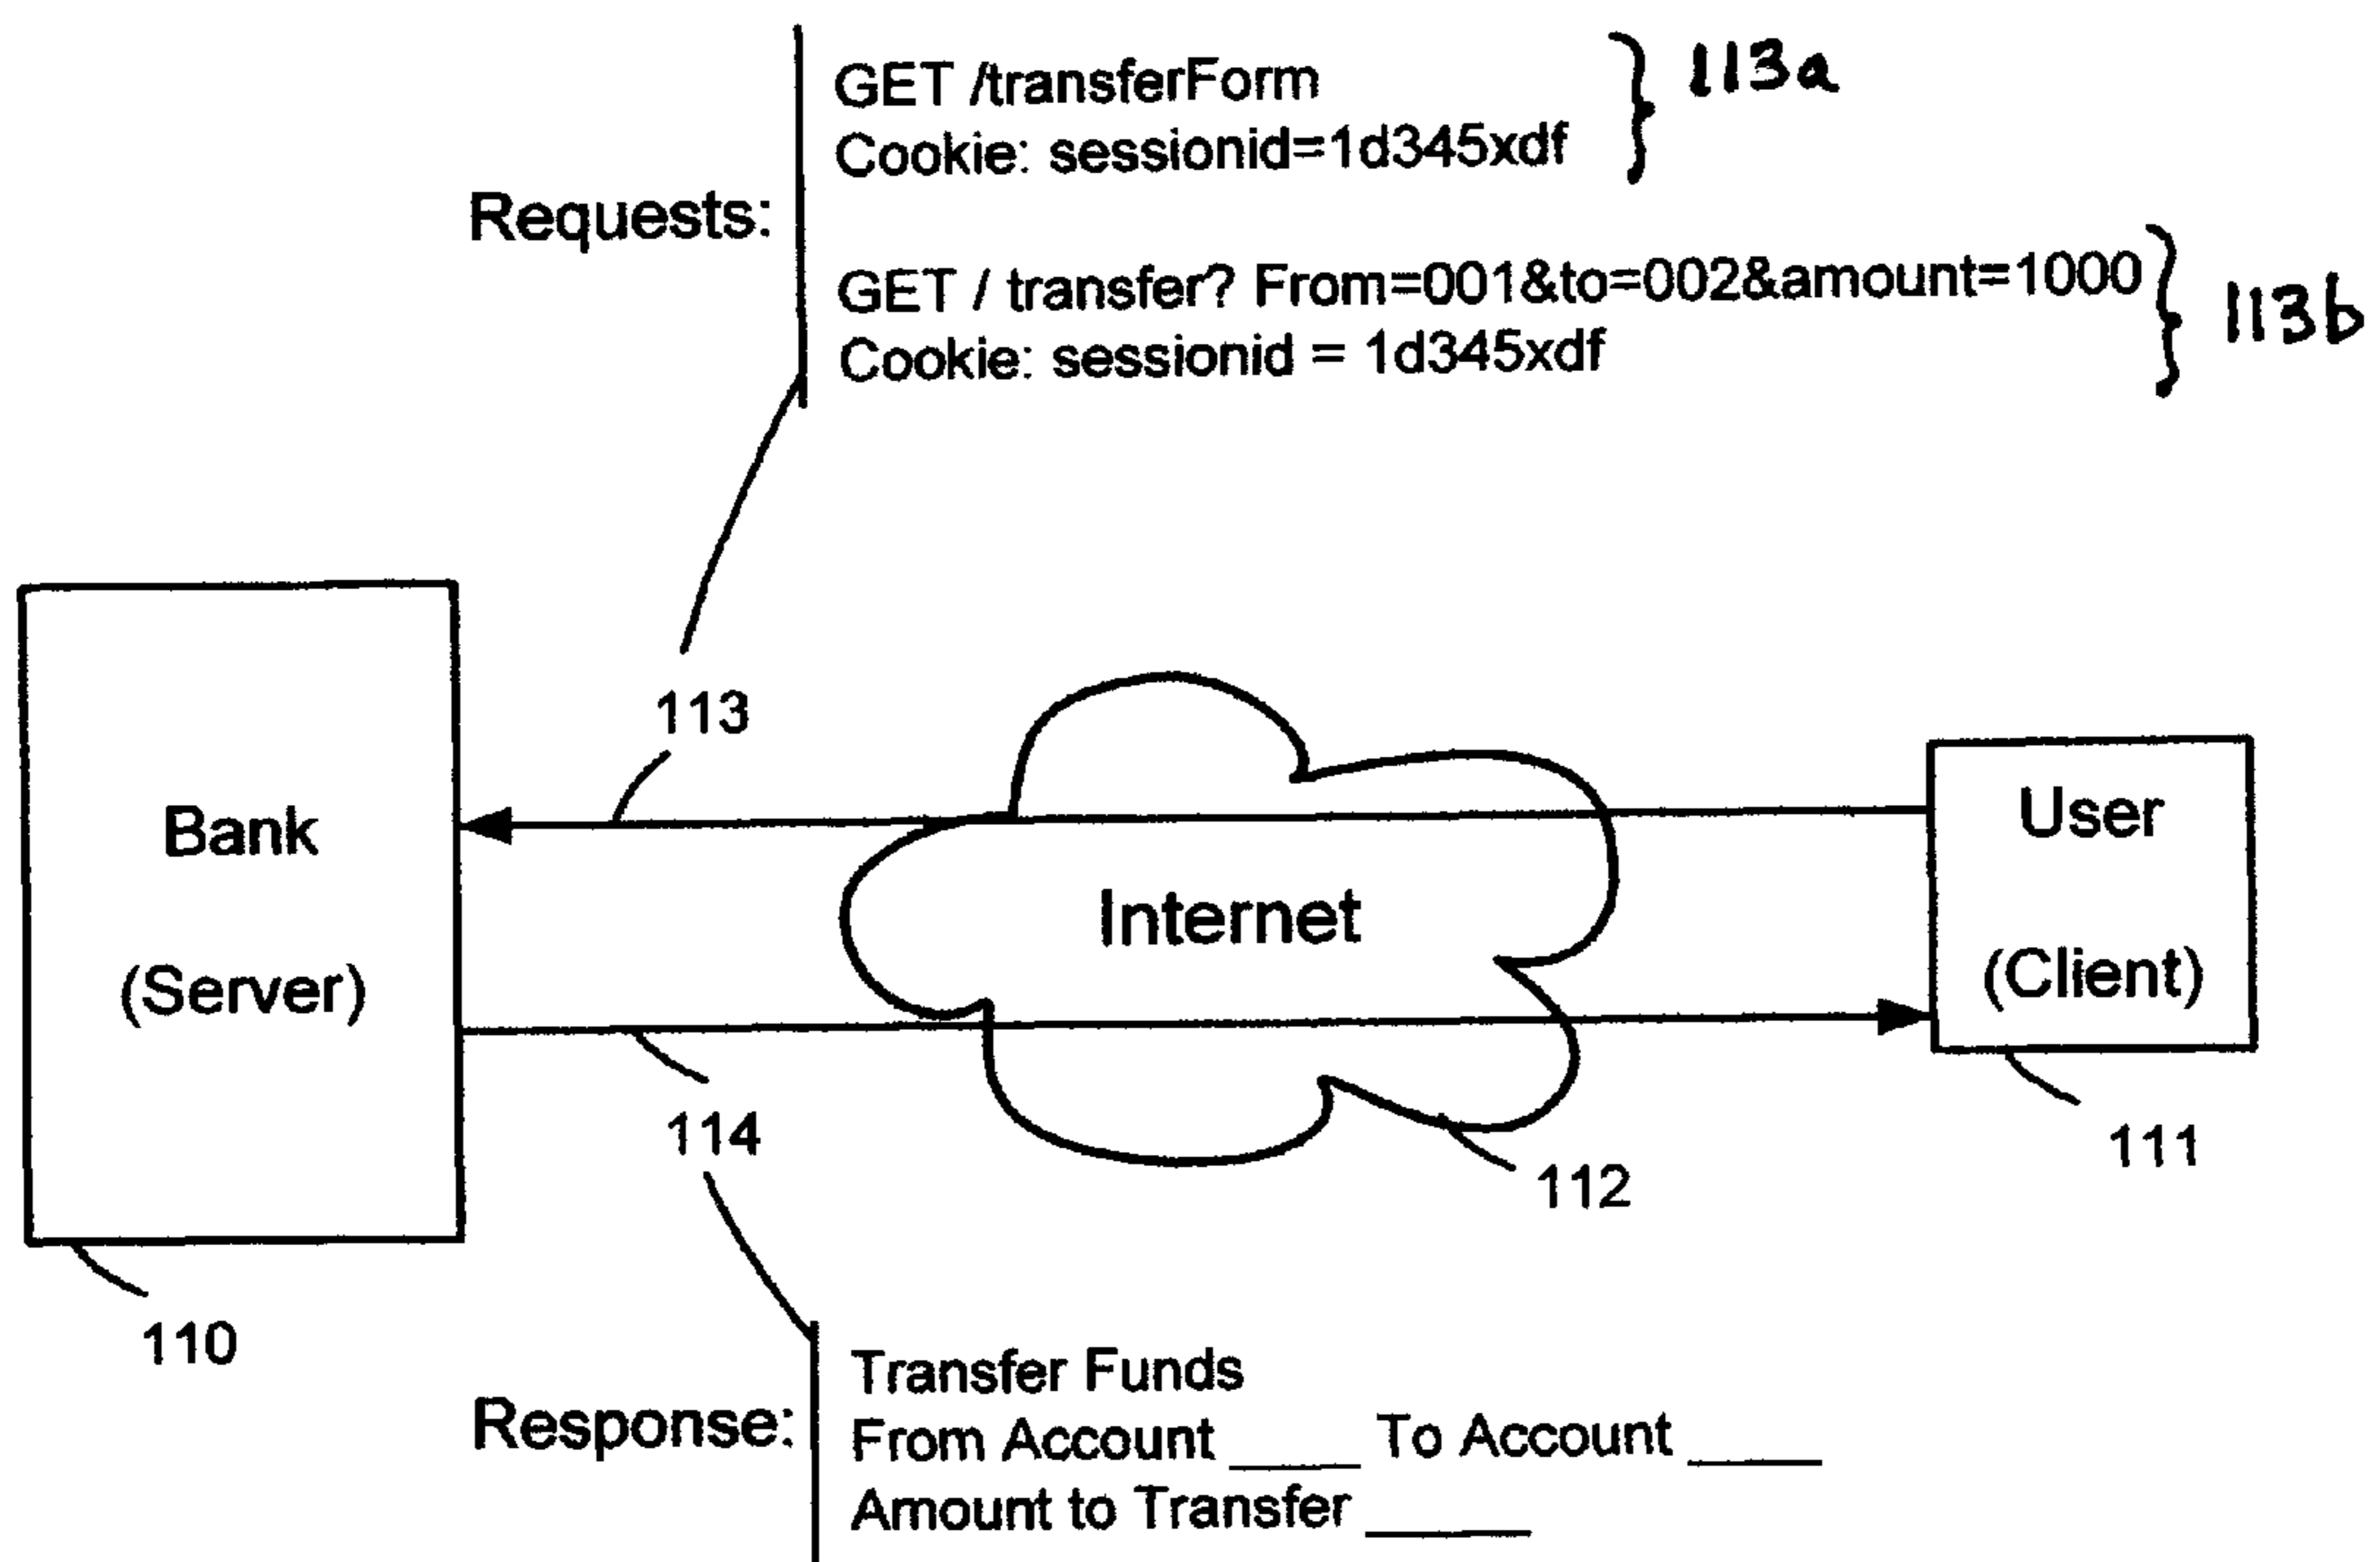 GET /transferForm
Cookie: sessionid=1d345xdf
113a
Requests:
GET / transfer? From=001&to=002&amount=1000
Cookie: sessionid = 1d345xdf
113b
113
Bank
(Server)
Internet
User
(Client)
114
112
111
110
Response:
Transfer Funds
From Account ____ To Account ____
Amount to Transfer _____